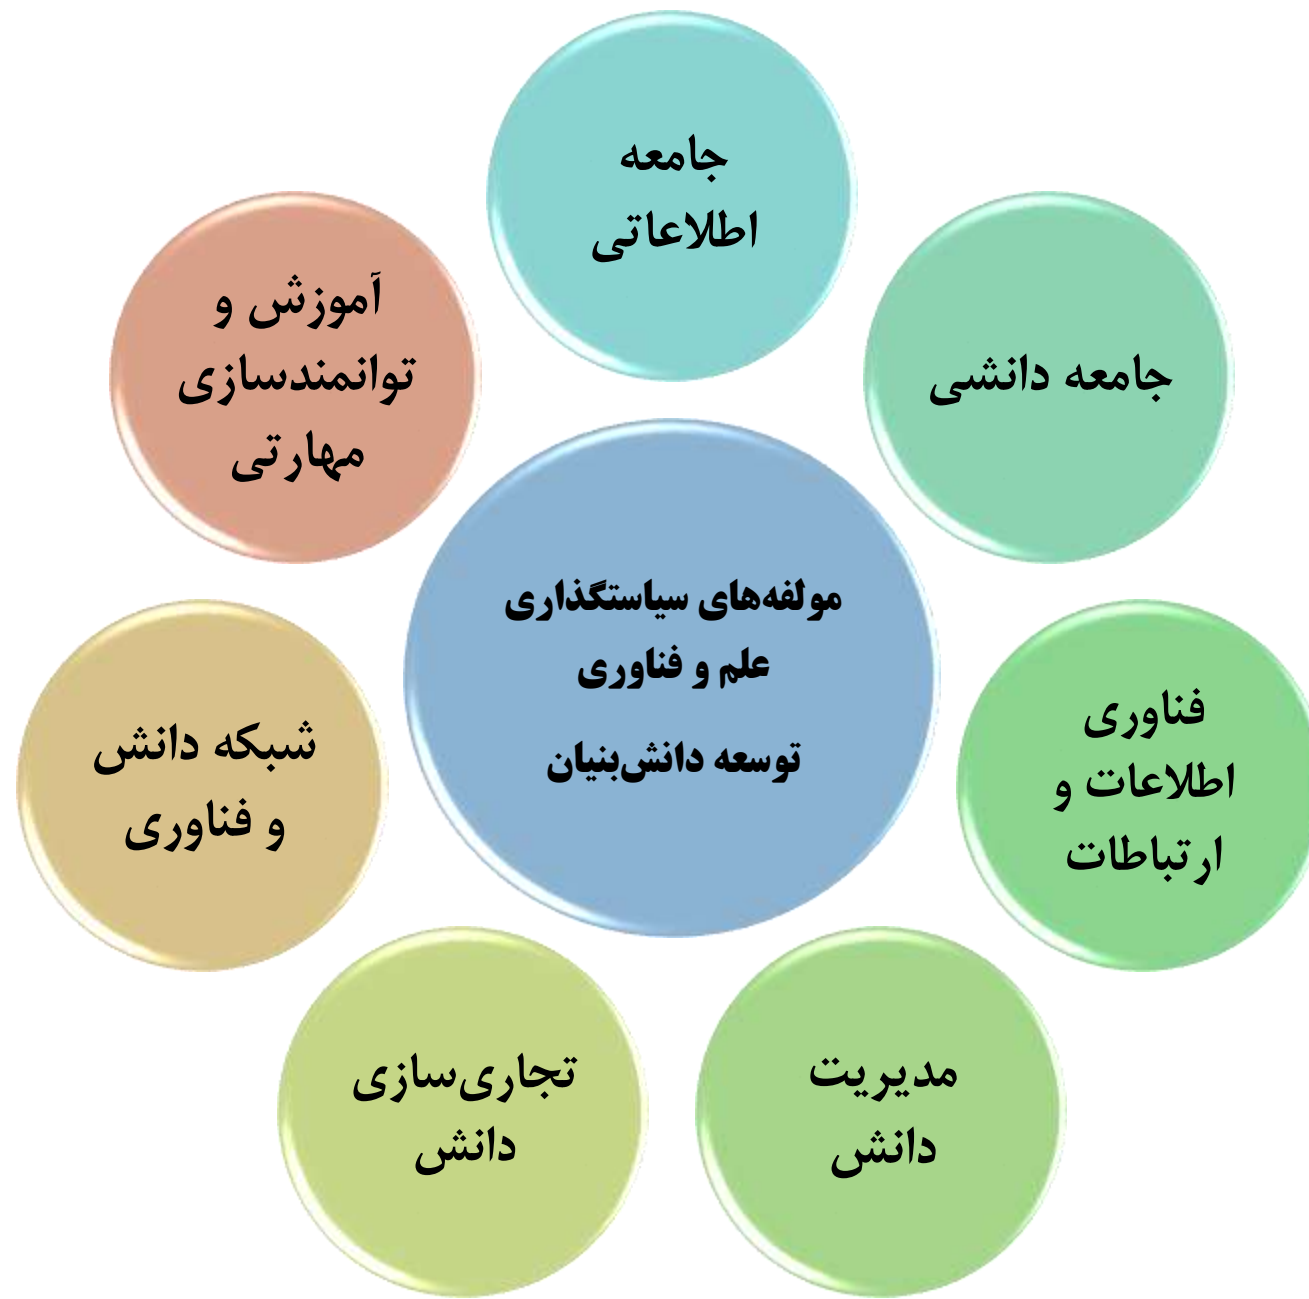 جامعه
اطلاعاتی
جامعه دانشی
فناوری
اطلاعات و
ارتباطات
مدیریت
دانش
تجاری‌سازی
دانش
شبکه دانش
و فناوری
آموزش و
توانمندسازی
مهارتی
مولفه‌های سیاستگذاری
علم و فناوری
توسعه دانش‌بنیان